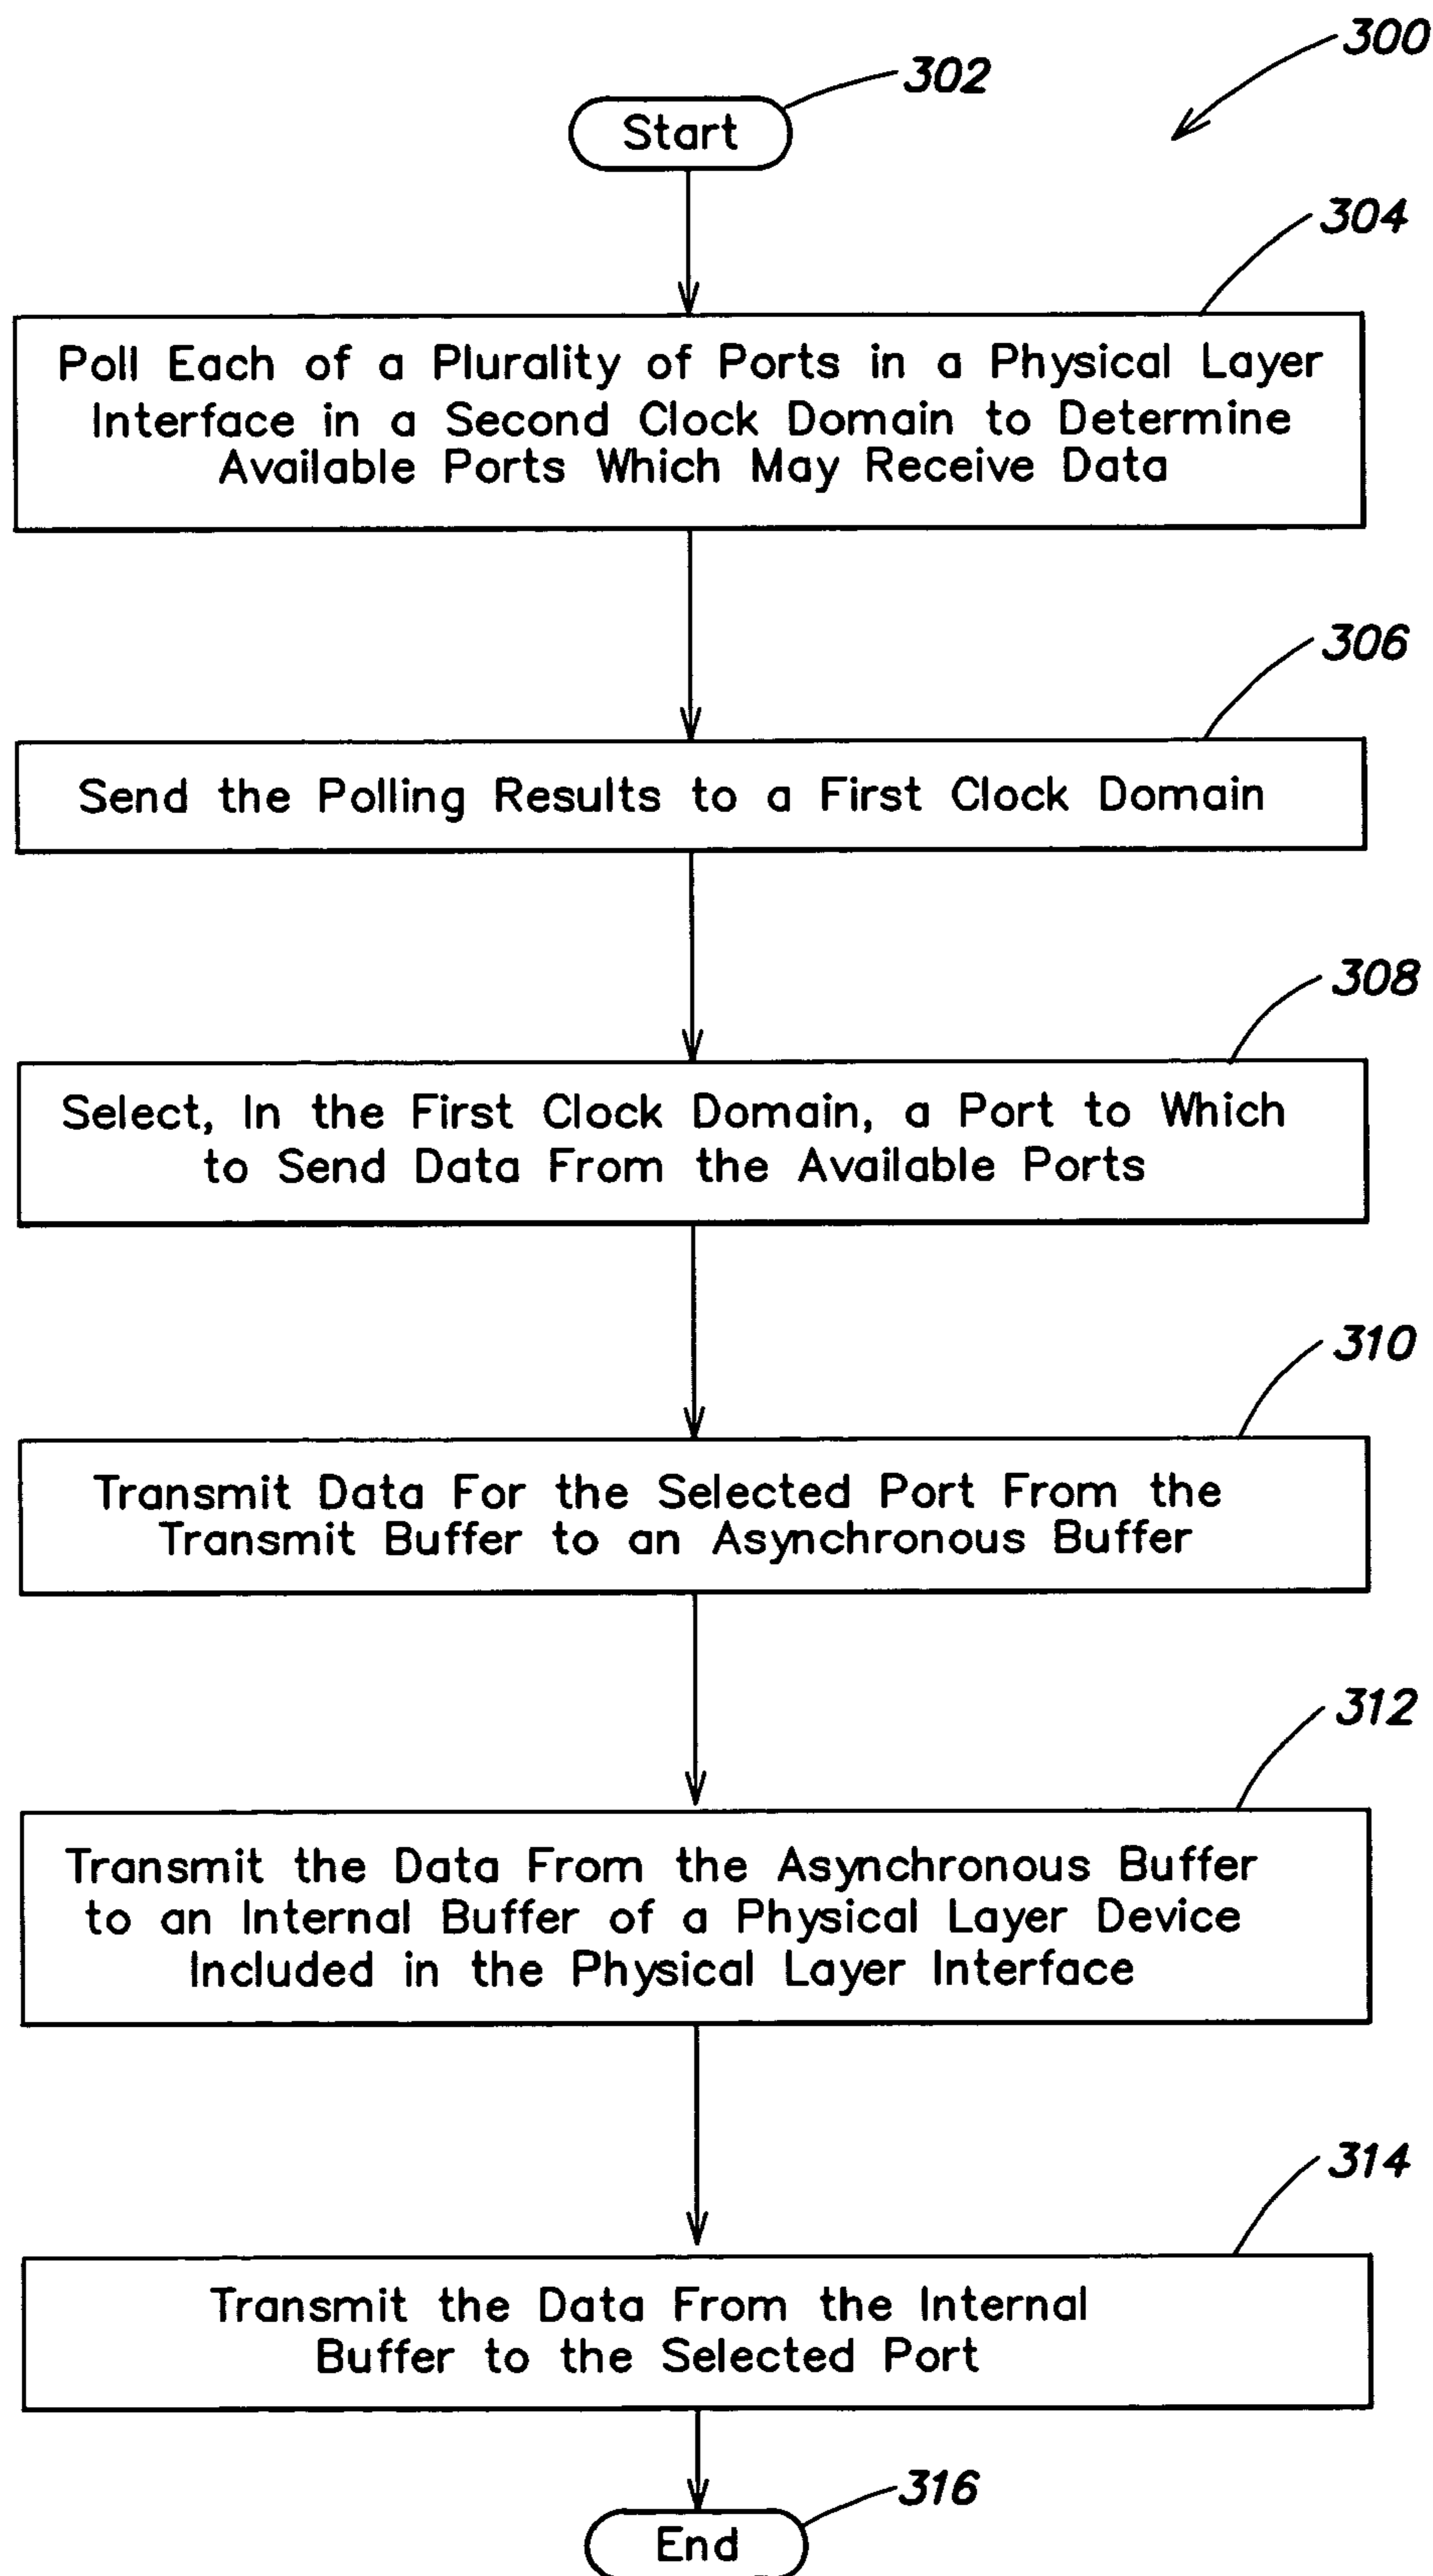 300
302
Start
304
Poll Each of a Plurality of Ports in a Physical Layer
Interface in a Second Clock Domain to Determine
Available Ports Which May Receive Data
306
Send the Polling Results to a First Clock Domain
308
Select, In the First Clock Domain, a Port to Which
to Send Data From the Available Ports
310
Transmit Data For the Selected Port From the
Transmit Buffer to an Asynchronous Buffer
312
Transmit the Data From the Asynchronous Buffer
to an Internal Buffer of a Physical Layer Device
Included in the Physical Layer Interface
314
Transmit the Data From the Internal
Buffer to the Selected Port
316
End